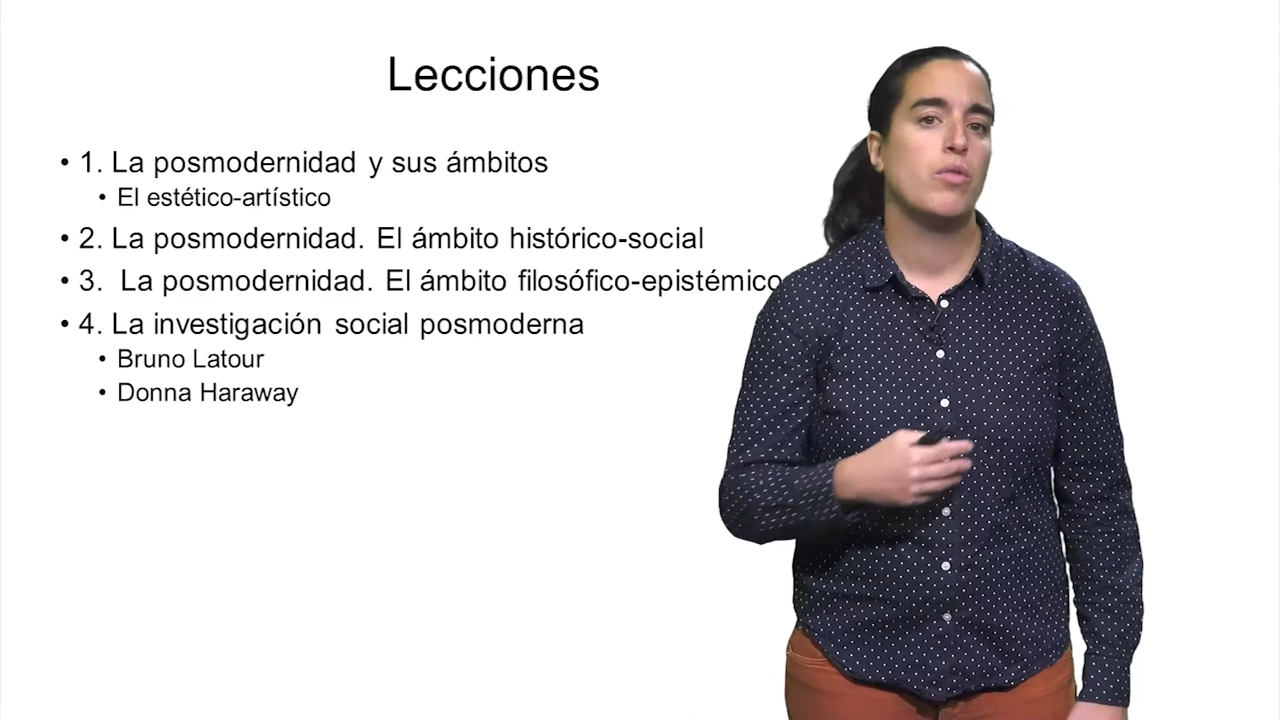 Lecciones
• 1. La posmodernidad y sus ámbitos
• El estético-artístico
• 2. La posmodernidad. El ámbito histórico-social
• 3. La posmodernidad. El ámbito filosófico-epistémico
• 4. La investigación social posmoderna
• Bruno Latour
• Donna Haraway